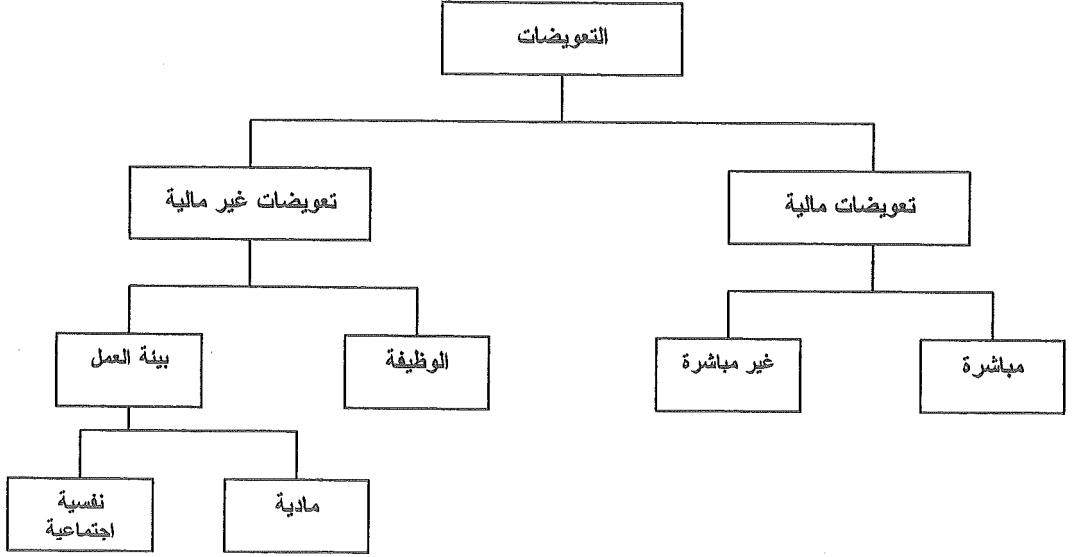 التعويضات
تعويضات مالية
تعويضات غير مالية
مباشرة
غير مباشرة
الوظيفة
بيئة العمل
مادية
نفسية
اجتماعية